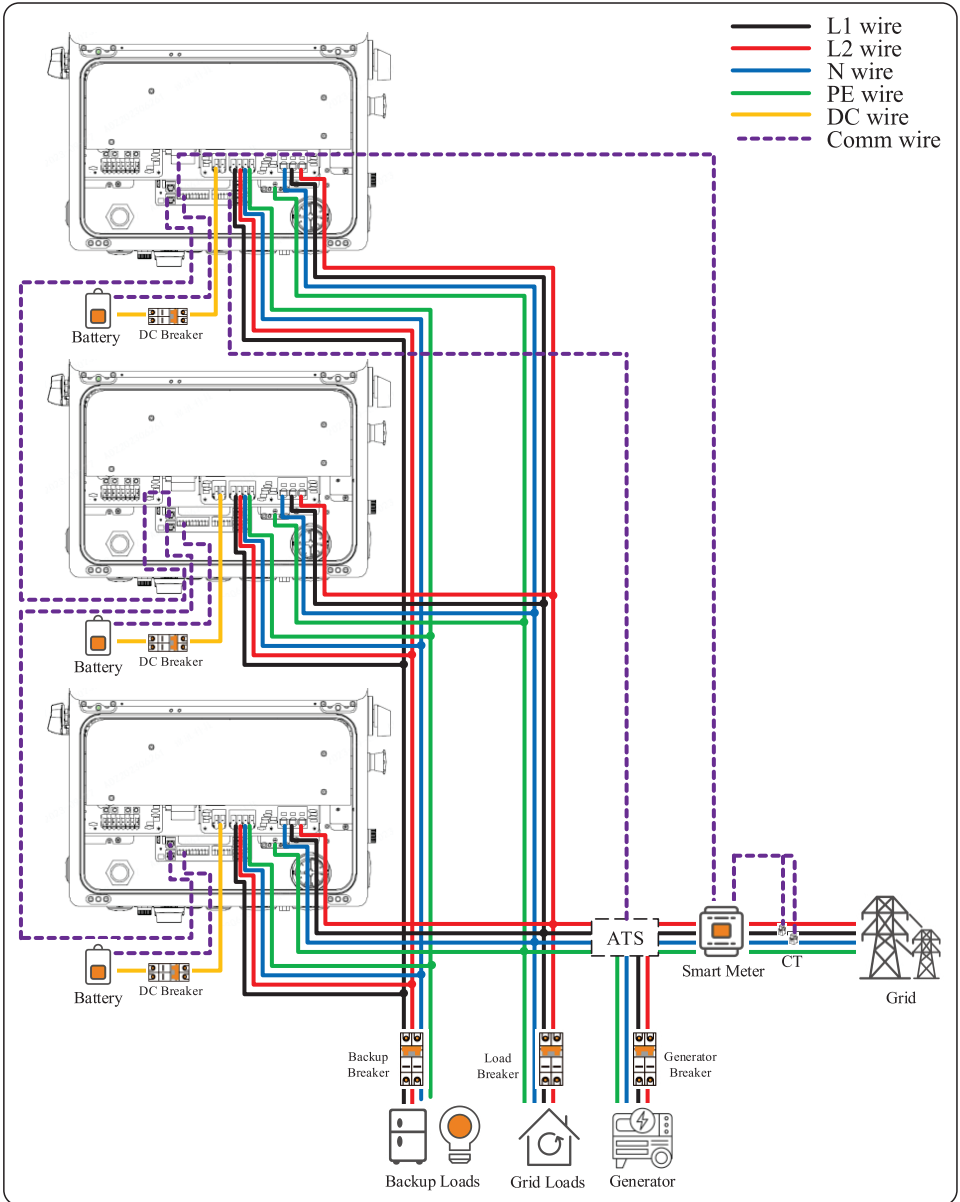 L1 wire
L2 wire
N wire
PE wire
DC wire
Comm wire
Battery
DC Breaker
Battery
DC Breaker
Battery
DC Breaker
ATS
Smart Meter
CT
Grid
Backup
Breaker
Load
Breaker
Generator
Breaker
Backup Loads
Grid Loads
Generator